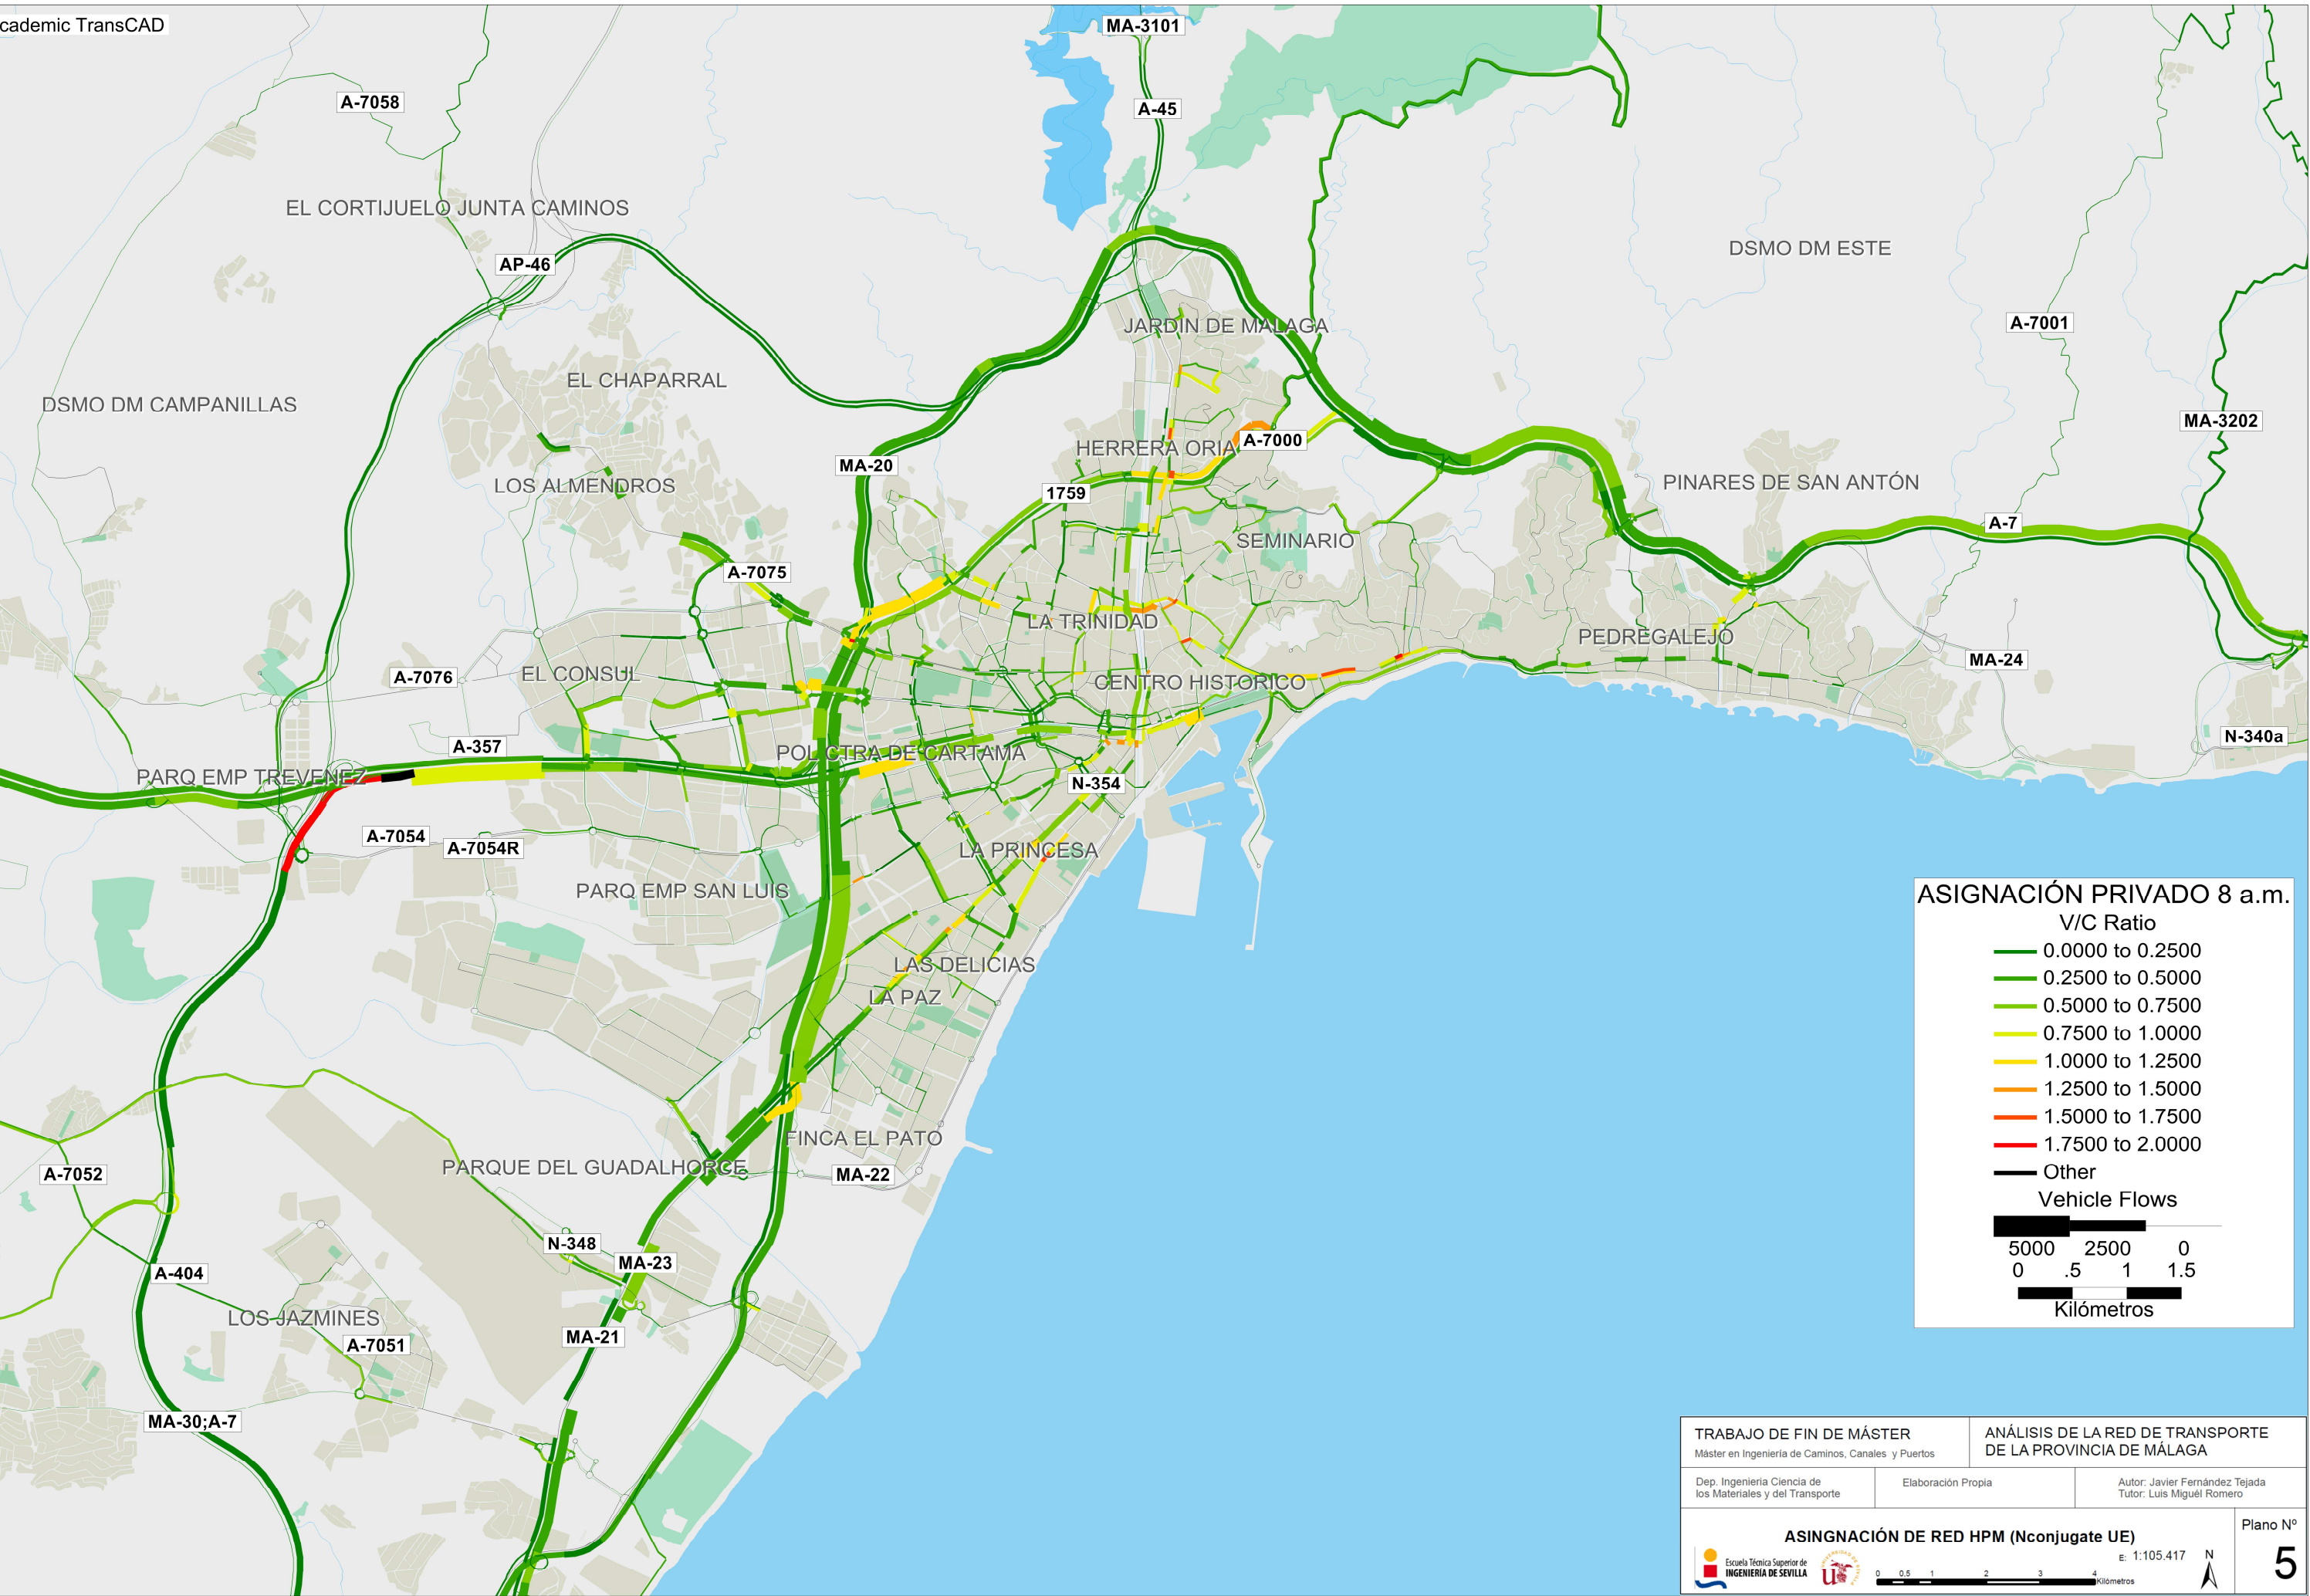 cademic TransCAD
MA-3101
A-7058
A-45
EL CORTIJUELO JUNTA CAMINOS
DSMO DM ESTE
AP-46
JARDIN DE MALAGA
A-7001
EL CHAPARRAL
DSMO DM CAMPANILLAS
MA-3202
HERRERA ORIA
A-7000
MA-20
LOS ALMENDROS
PINARES DE SAN ANTÓN
1759
A-7
SEMINARIO
A-7075
LA TRINIDAD
PEDREGALEJO
MA-24
A-7076
EL CONSUL
CENTRO HISTORICO
N-340a
A-357
POL CTRA DE CARTAMA
PARQ EMP TREVENEZ
N-354
A-7054
A-7054R
LA PRINCESA
PARQ EMP SAN LUIS
LAS DELICIAS
LA PAZ
FINCA EL PATO
PARQUE DEL GUADALHORCE
A-7052
MA-22
N-348
MA-23
A-404
LOS JAZMINES
MA-21
A-7051
MA-30;A-7
ASIGNACIÓN PRIVADO 8 a.m.
V/C Ratio
0.0000 to 0.2500
0.2500 to 0.5000
0.5000 to 0.7500
0.7500 to 1.0000
1.0000 to 1.2500
1.2500 to 1.5000
1.5000 to 1.7500
1.7500 to 2.0000
Other
Vehicle Flows
5000 2500 0
0 .5 1 1.5
Kilómetros
TRABAJO DE FIN DE MÁSTER
Máster en Ingeniería de Caminos, Canales y Puertos
ANÁLISIS DE LA RED DE TRANSPORTE
DE LA PROVINCIA DE MÁLAGA
Dep. Ingenieria Ciencia de
los Materiales y del Transporte
Elaboración Propia
Autor: Javier Fernández Tejada
Tutor: Luis Miguél Romero
ASINGNACIÓN DE RED HPM (Nconjugate UE)
Plano Nº
5
E: 1:105.417
N
Escuela Técnica Superior de
INGENIERÍA DE SEVILLA
0 0,5 1 2 3 4
Kilómetros